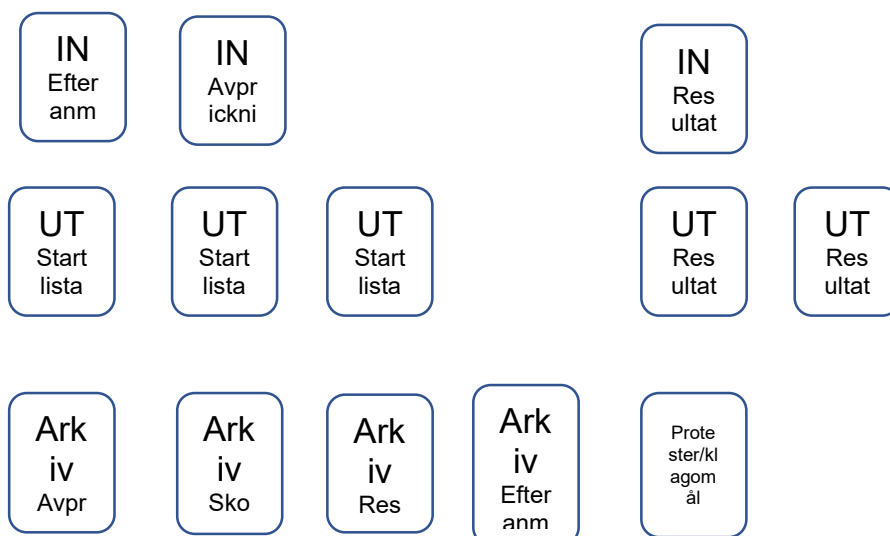 IN
Efter
anm
IN
Avpr
ickni
IN
Res
ultat
UT
Start
lista
UT
Start
lista
UT
Start
lista
UT
Res
ultat
UT
Res
ultat
Ark
iv
Avpr
Ark
iv
Sko
Ark
iv
Res
Ark
iv
Efter
anm
Prote
ster/kl
agom
ål